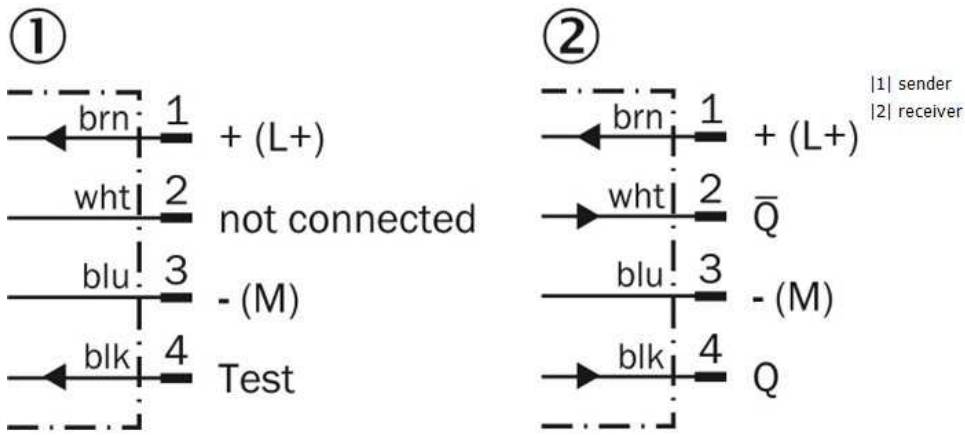 ①
brn 1 + (L+)
wht 2 not connected
blu 3 - (M)
blk 4 Test
②
brn 1 + (L+)
wht 2 Q̅
blu 3 - (M)
blk 4 Q
|1| sender
|2| receiver